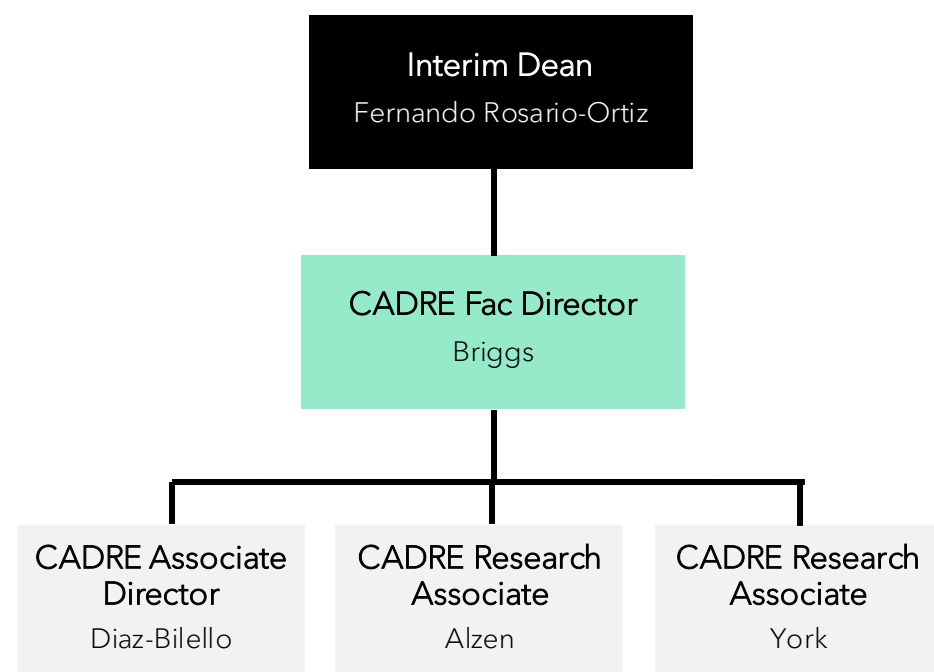 Interim Dean
Fernando Rosario-Ortiz
CADRE Fac Director
Briggs
CADRE Associate
Director
Diaz-Bilello
CADRE Research
Associate
Alzen
CADRE Research
Associate
York